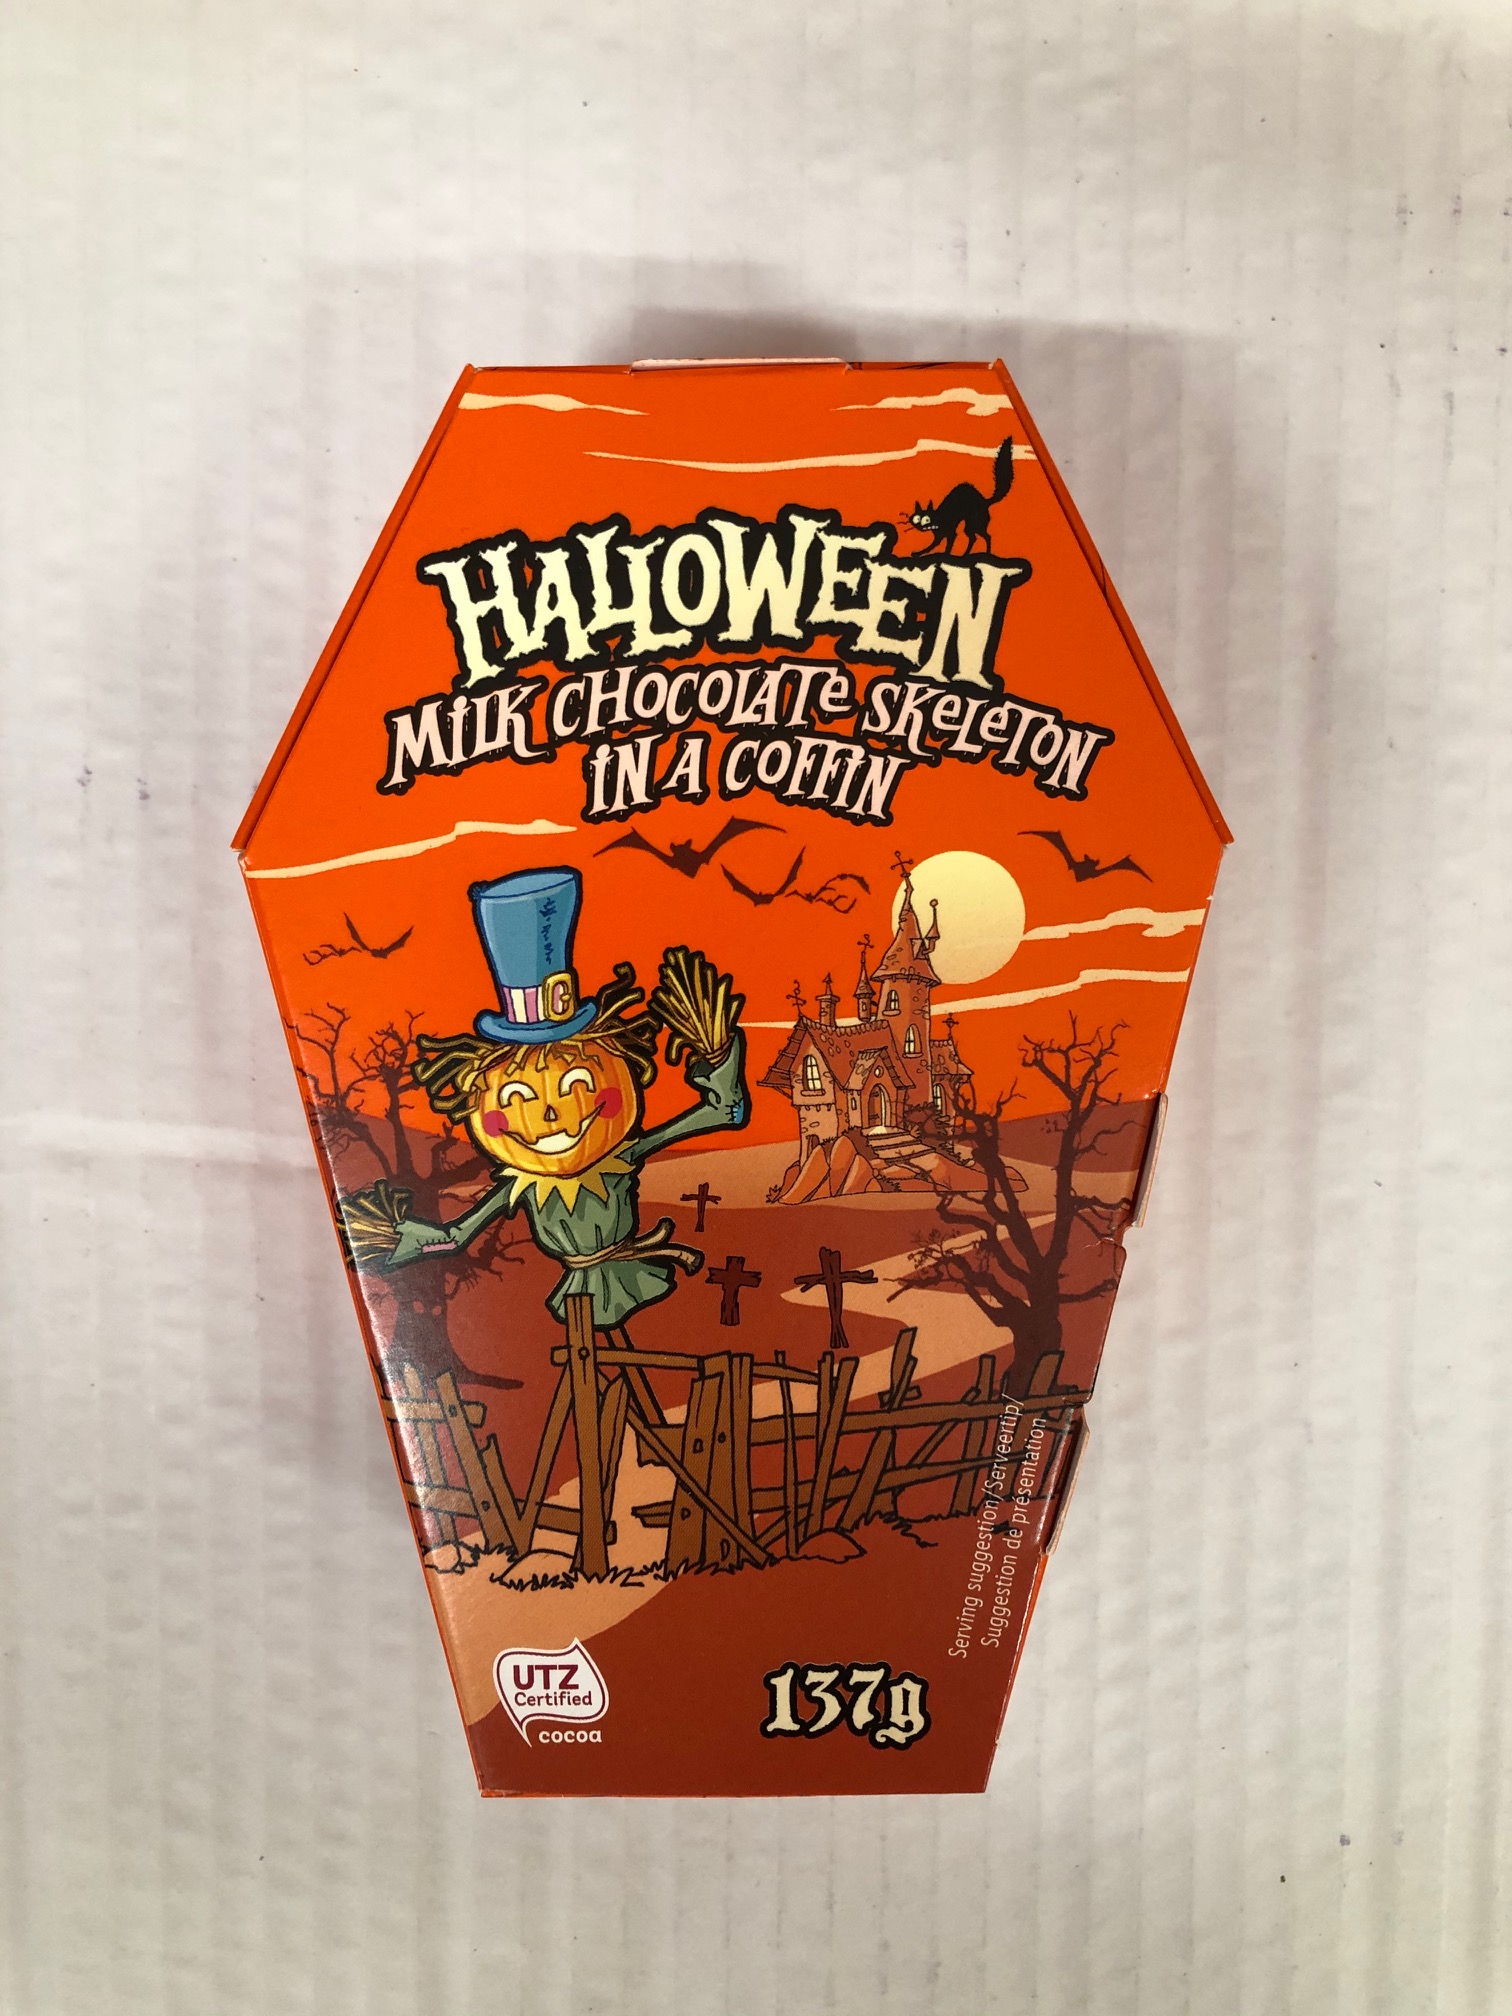 HALLOWEEN
MILK CHOCOLATE SKELETON
IN A COFFIN
Serving suggestion/Serveertip/
Suggestion de présentation
UTZ
Certified
cocoa
137g